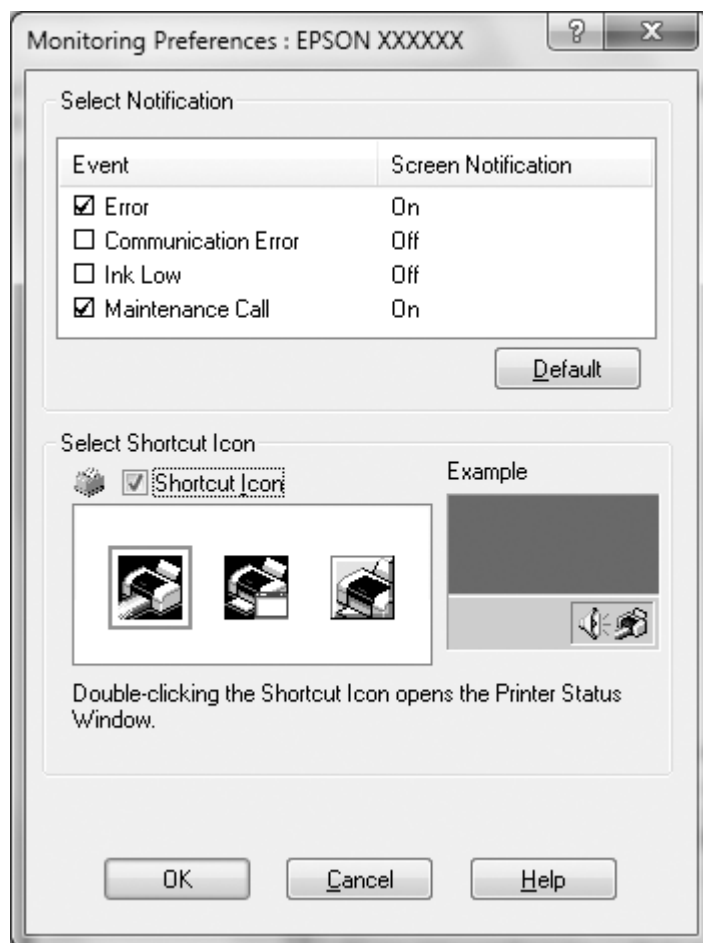 Monitoring Preferences : EPSON XXXXXX
Select Notification
Event Screen Notification
Error On
Communication Error Off
Ink Low Off
Maintenance Call On
Default
Select Shortcut Icon
Shortcut Icon
Example
Double-clicking the Shortcut Icon opens the Printer Status
Window.
OK Cancel Help